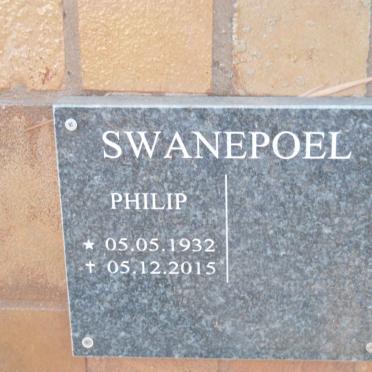 SWANEPOEL
PHILIP
★ 05.05.1932
✝ 05.12.2015